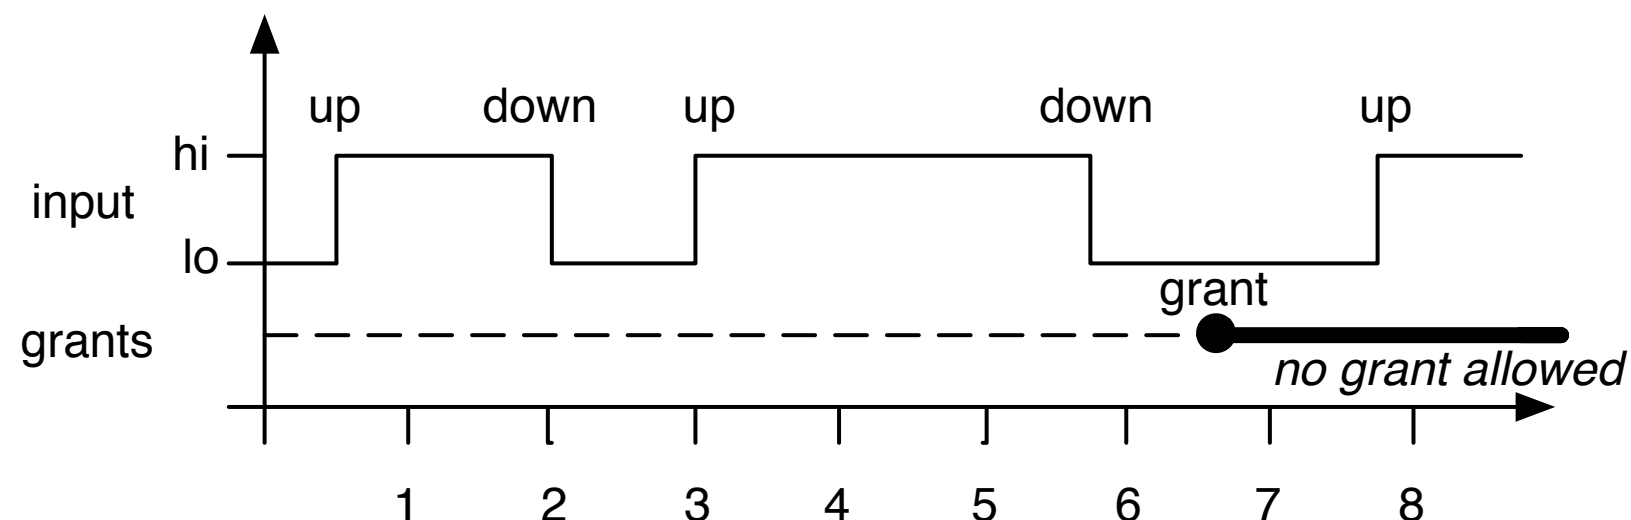 up down up down up
hi
input
lo
grant
grants
no grant allowed
1 2 3 4 5 6 7 8